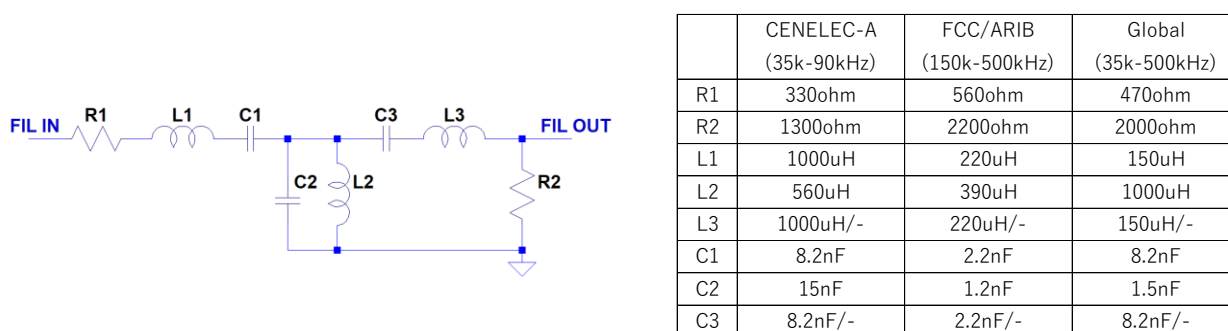 FIL IN
R1
L1
C1
C3
L3
FIL OUT
C2
L2
R2
CENELEC-A FCC/ARIB Global
(35k-90kHz) (150k-500kHz) (35k-500kHz)
R1 330ohm 560ohm 470ohm
R2 1300ohm 2200ohm 2000ohm
L1 1000uH 220uH 150uH
L2 560uH 390uH 1000uH
L3 1000uH/- 220uH/- 150uH/-
C1 8.2nF 2.2nF 8.2nF
C2 15nF 1.2nF 1.5nF
C3 8.2nF/- 2.2nF/- 8.2nF/-